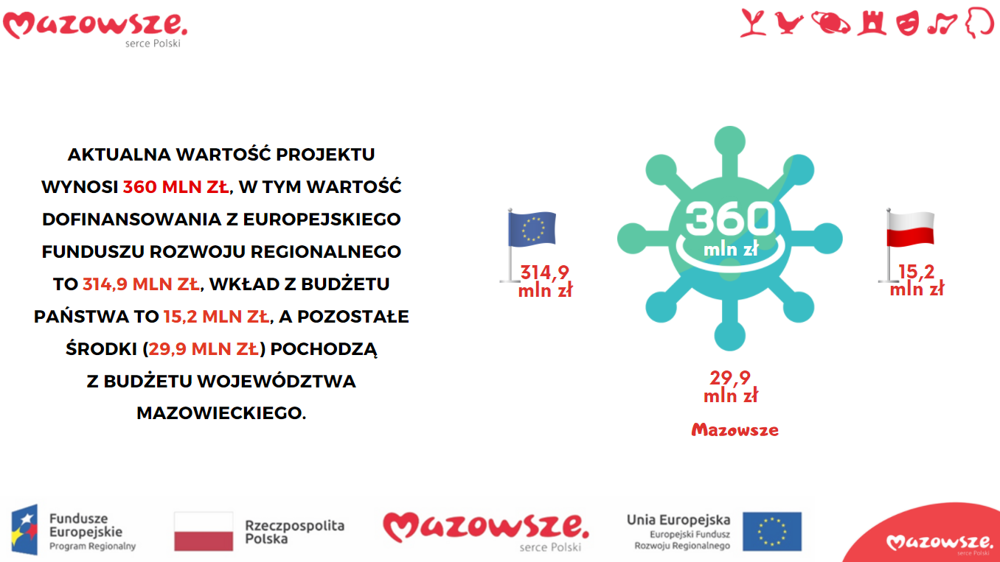 Mazowsze.
serce Polski
AKTUALNA WARTOŚĆ PROJEKTU
WYNOSI 360 MLN ZŁ, W TYM WARTOŚĆ
DOFINANSOWANIA Z EUROPEJSKIEGO
FUNDUSZU ROZWOJU REGIONALNEGO
TO 314,9 MLN ZŁ, WKŁAD Z BUDŻETU
PAŃSTWA TO 15,2 MLN ZŁ, A POZOSTAŁE
ŚRODKI (29,9 MLN ZŁ) POCHODZĄ
Z BUDŻETU WOJEWÓDZTWA
MAZOWIECKIEGO.
314,9
mln zł
360
mln zł
15,2
mln zł
29,9
mln zł
Mazowsze
Fundusze
Europejskie
Program Regionalny
Rzeczpospolita
Polska
Mazowsze.
serce Polski
Unia Europejska
Europejski Fundusz
Rozwoju Regionalnego
Mazowsze.
serce Polski